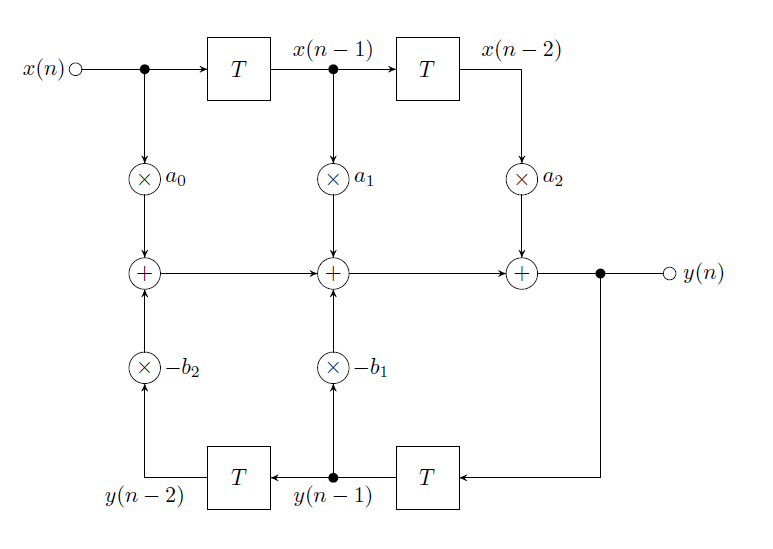 x(n − 1) x(n − 2)
x(n) T T
× a₀ × a₁ × a₂
+ + + y(n)
× −b₂ × −b₁
T T
y(n − 2) y(n − 1)